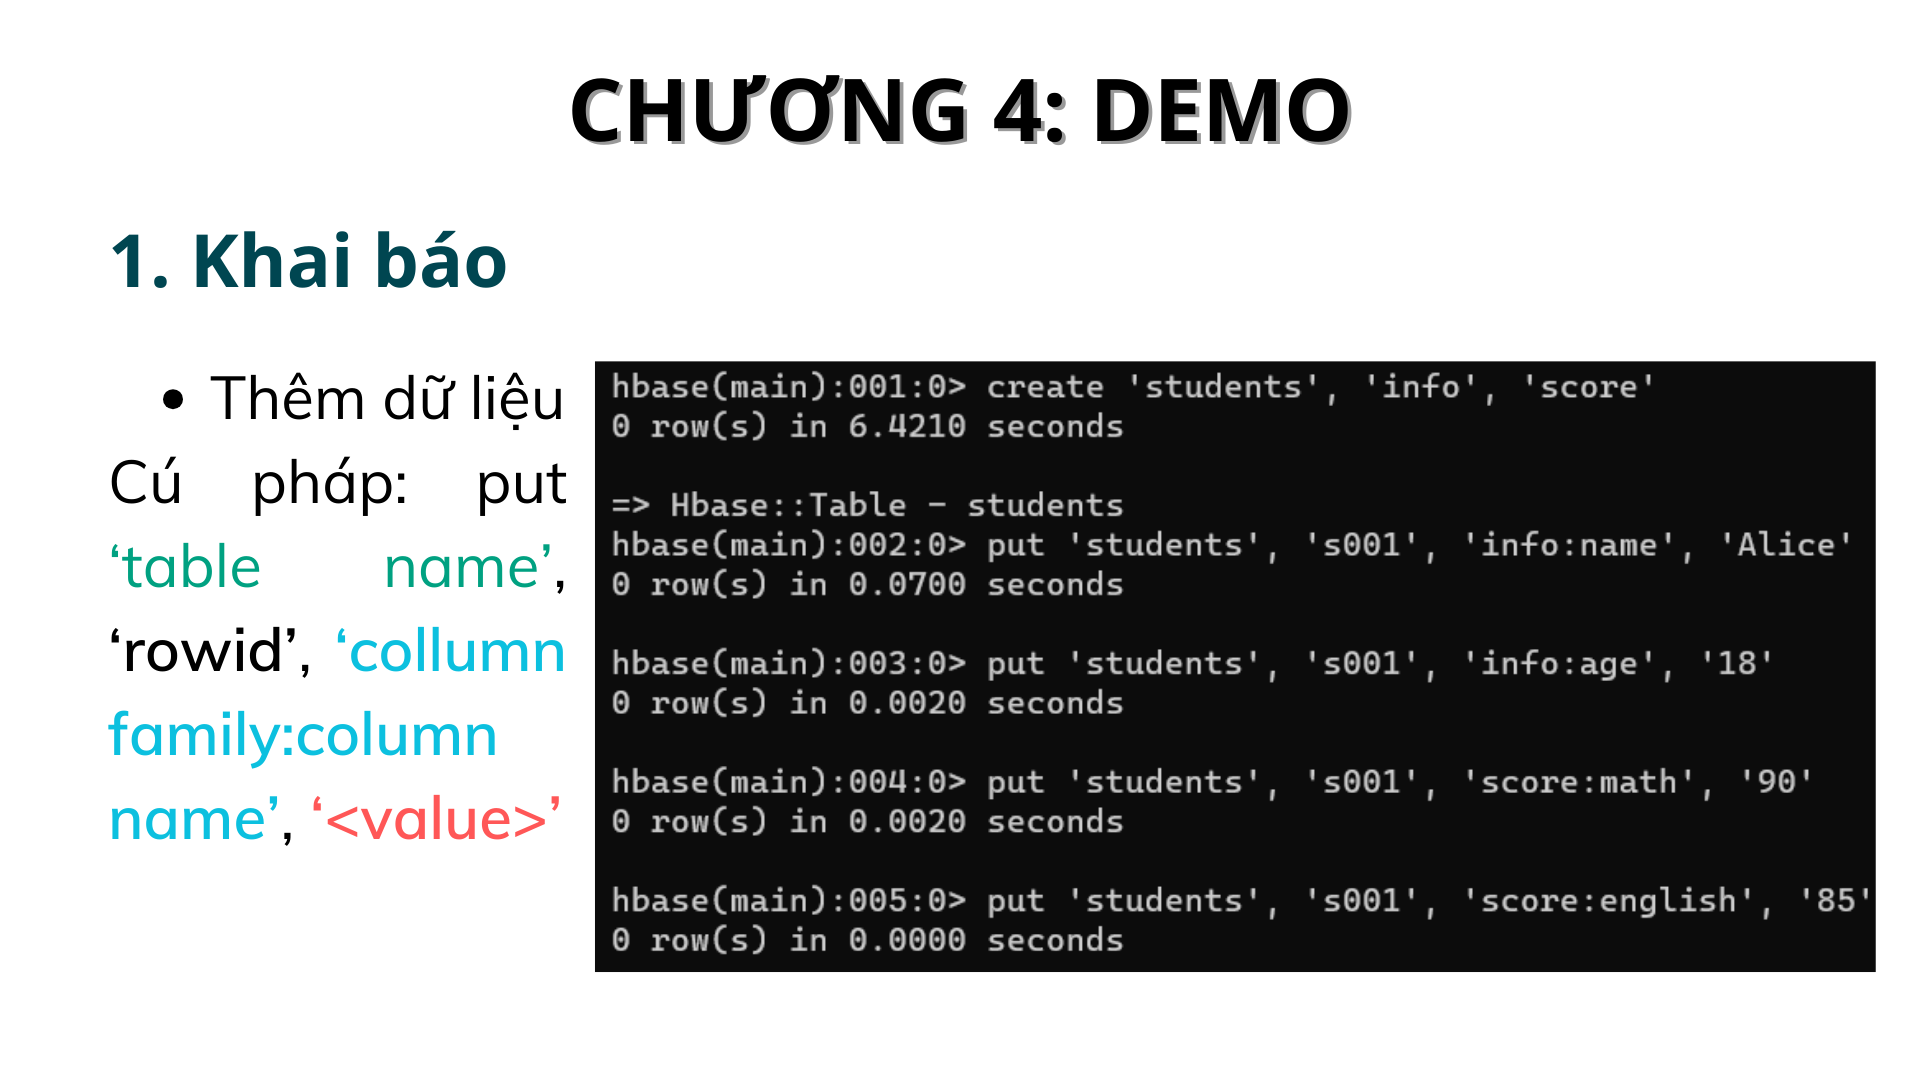 CHƯƠNG 4: DEMO
1. Khai báo
• Thêm dữ liệu
Cú pháp: put
‘table name’,
‘rowid’, ‘collumn
family:column
name’, ‘<value>’
hbase(main):001:0> create 'students', 'info', 'score'
0 row(s) in 6.4210 seconds
=> Hbase::Table - students
hbase(main):002:0> put 'students', 's001', 'info:name', 'Alice'
0 row(s) in 0.0700 seconds
hbase(main):003:0> put 'students', 's001', 'info:age', '18'
0 row(s) in 0.0020 seconds
hbase(main):004:0> put 'students', 's001', 'score:math', '90'
0 row(s) in 0.0020 seconds
hbase(main):005:0> put 'students', 's001', 'score:english', '85'
0 row(s) in 0.0000 seconds